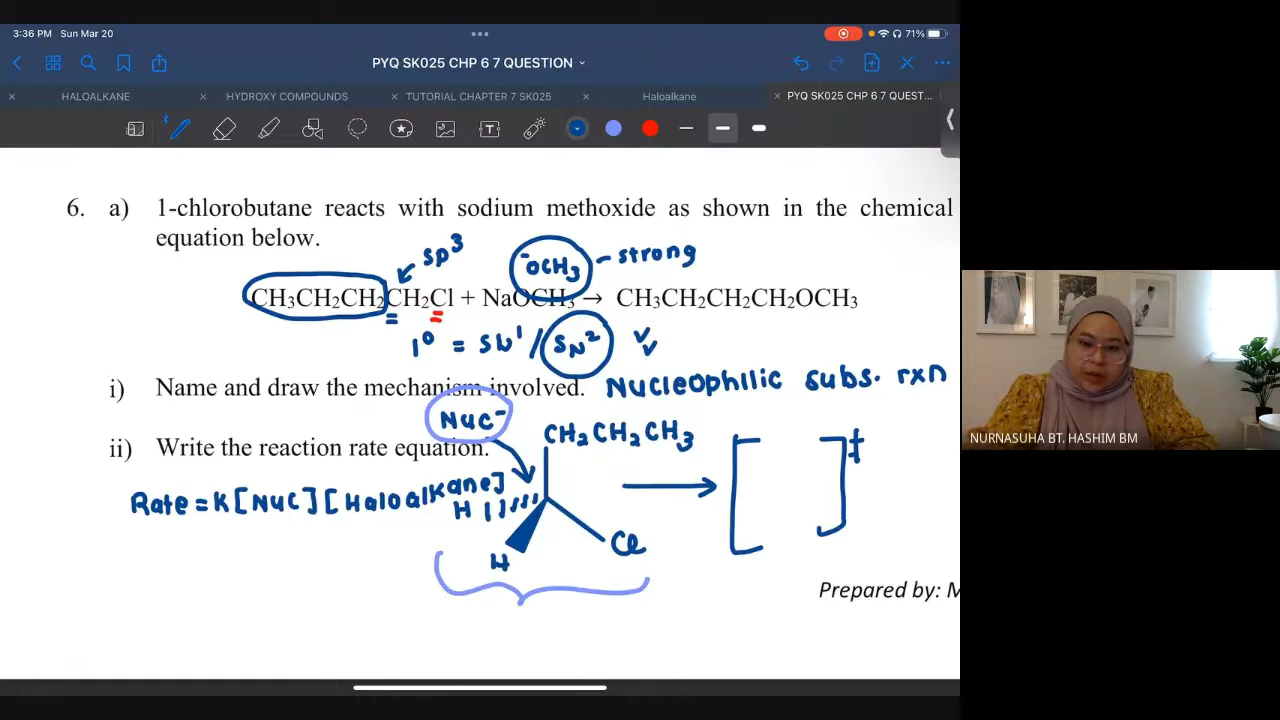 3:36 PM Sun Mar 20
71%
PYQ SK025 CHP 6 7 QUESTION
HALOALKANE
HYDROXY COMPOUNDS
TUTORIAL CHAPTER 7 SK025
Haloalkane
PYQ SK025 CHP 6 7 QUEST...
6. a) 1-chlorobutane reacts with sodium methoxide as shown in the chemical
equation below.
sp³
⁻OCH₃ - strong
CH₃CH₂CH₂CH₂Cl + NaOCH₃ → CH₃CH₂CH₂CH₂OCH₃
1° = SN¹ / SN²
i) Name and draw the mechanism involved. Nucleophilic subs. rxn
Nuc⁻
CH₂CH₂CH₃
ii) Write the reaction rate equation.
Rate = K [Nuc] [Haloalkane]
H
Cl
H
[ ]‡
Prepared by: M
NURNASUHA BT. HASHIM BM